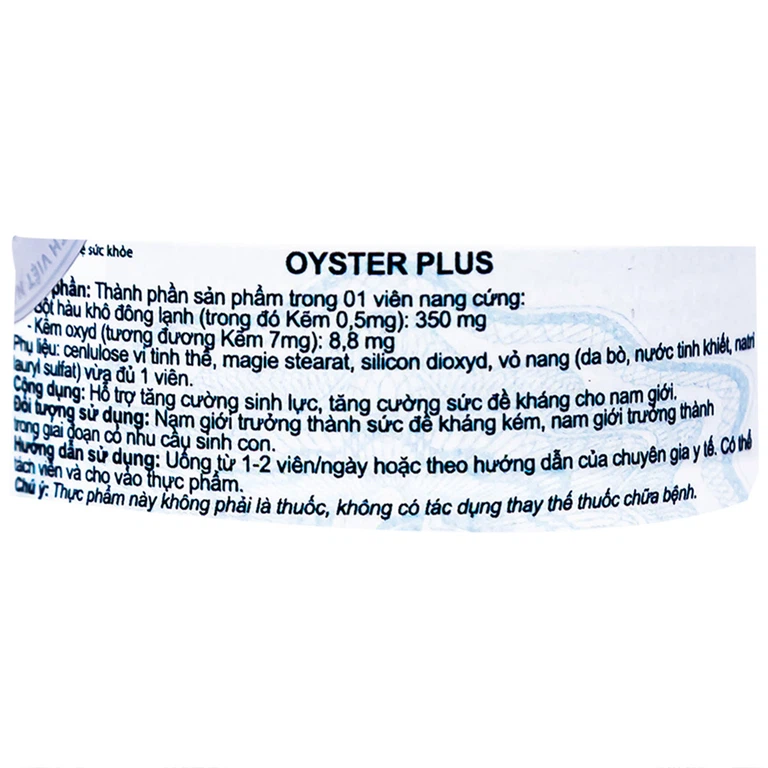 sức khỏe
OYSTER PLUS
phần: Thành phần sản phẩm trong 01 viên nang cứng:
Bột hàu khô đông lạnh (trong đó Kẽm 0,5mg): 350 mg
- Kẽm oxyd (tương đương Kẽm 7mg): 8,8 mg
Phụ liệu: cenlulose vi tinh thể, magie stearat, silicon dioxyd, vỏ nang (da bò, nước tinh khiết, natri
lauryl sulfat) vừa đủ 1 viên.
Công dụng: Hỗ trợ tăng cường sinh lực, tăng cường sức đề kháng cho nam giới.
Đối tượng sử dụng: Nam giới trưởng thành sức đề kháng kém, nam giới trưởng thành
trong giai đoạn có nhu cầu sinh con.
Hướng dẫn sử dụng: Uống từ 1-2 viên/ngày hoặc theo hướng dẫn của chuyên gia y tế. Có thể
tách viên và cho vào thực phẩm.
Chú ý: Thực phẩm này không phải là thuốc, không có tác dụng thay thế thuốc chữa bệnh.